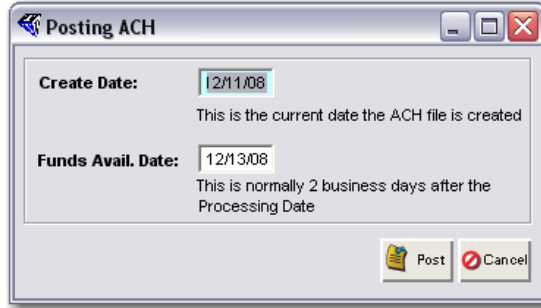 Posting ACH
Create Date: 12/11/08
This is the current date the ACH file is created
Funds Avail. Date: 12/13/08
This is normally 2 business days after the
Processing Date
Post Cancel